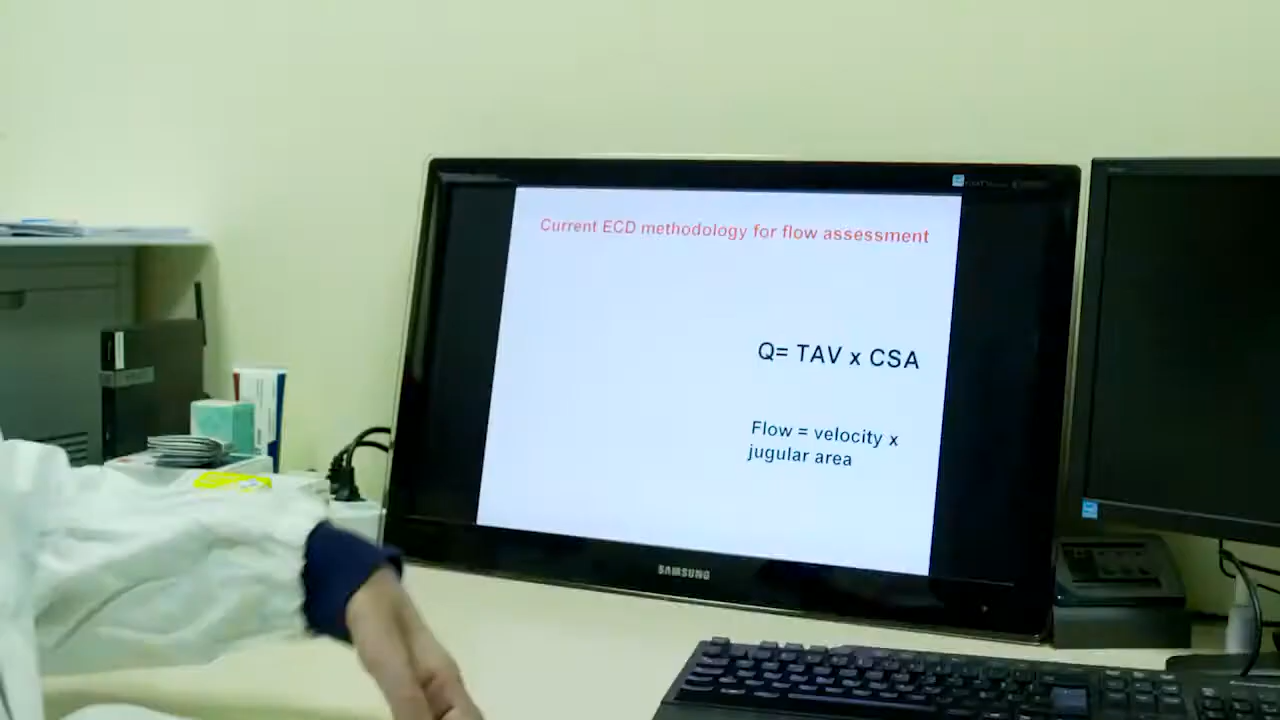 Current ECD methodology for flow assessment
Q= TAV x CSA
Flow = velocity x
jugular area
SAMSUNG